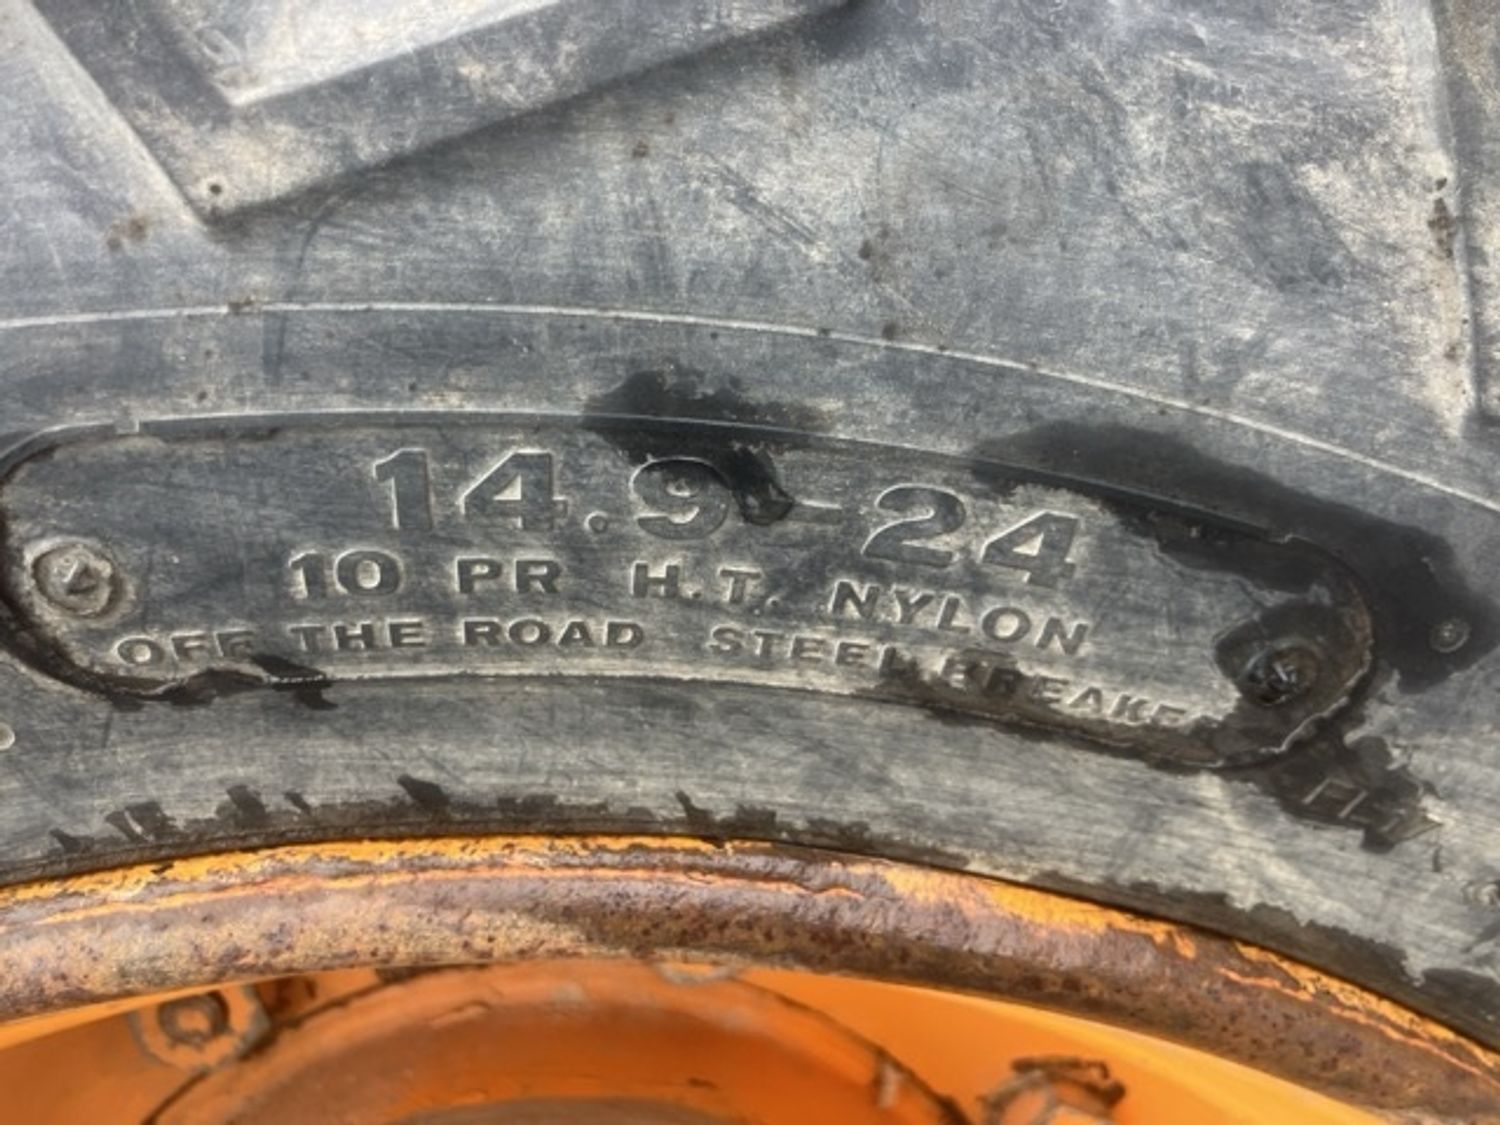 14.9-24
10 PR H.T. NYLON
OFF THE ROAD STEEL BREAKER